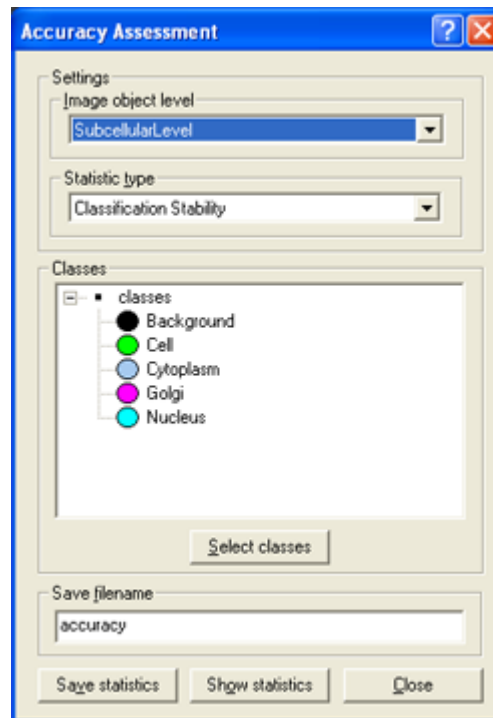 Accuracy Assessment
Settings
Image object level
SubcellularLevel
Statistic type
Classification Stability
Classes
classes
Background
Cell
Cytoplasm
Golgi
Nucleus
Select classes
Save filename
accuracy
Save statistics Show statistics Close